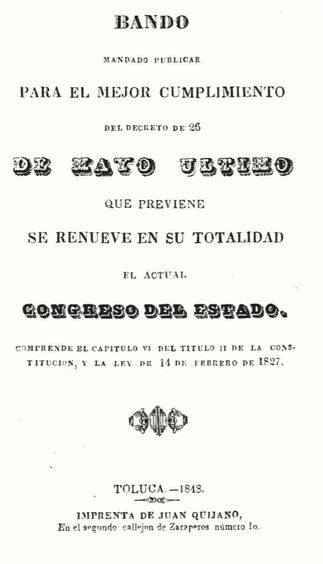 BANDO
MANDADO PUBLICAR
PARA EL MEJOR CUMPLIMIENTO
DEL DECRETO DE 26
DE MAYO ULTIMO
QUE PREVIENE
SE RENUEVE EN SU TOTALIDAD
EL ACTUAL
CONGRESO DEL ESTADO.
COMPRENDE EL CAPITULO VI DEL TITULO II DE LA CONS-
TITUCION, Y LA LEY DE 14 DE FEBRERO DE 1827.
TOLUCA.—1848.
IMPRENTA DE JUAN QUIJANO,
En el segundo callejon de Zaraperos número 1o.